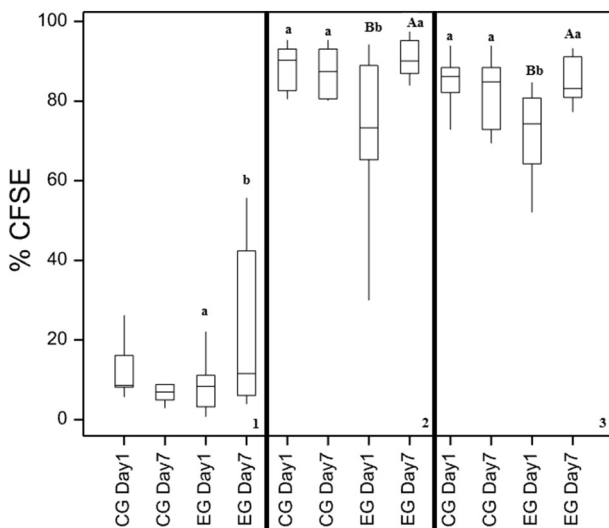 % CFSE
100
80
60
40
20
0
a
b
1
a
a
Bb
Aa
2
a
a
Bb
Aa
3
CG Day1
CG Day7
EG Day1
EG Day7
CG Day1
CG Day7
EG Day1
EG Day7
CG Day1
CG Day7
EG Day1
EG Day7